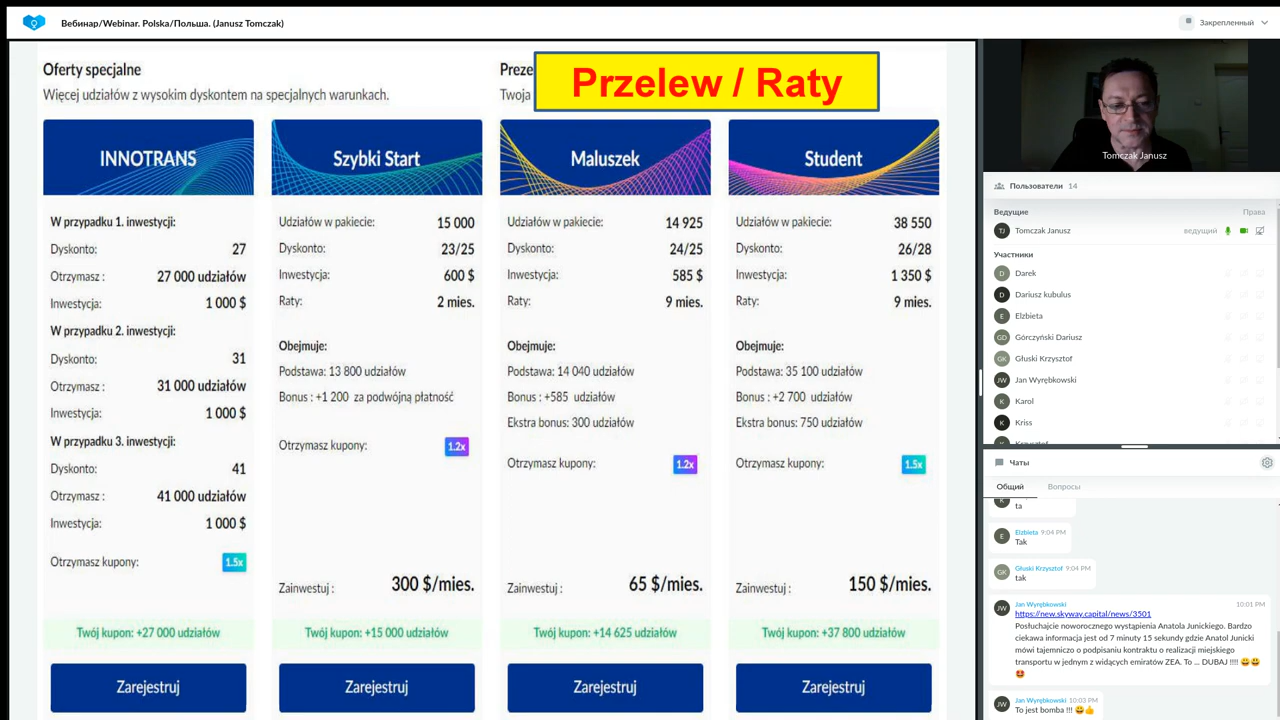 Вебинар/Webinar. Polska/Польша. (Janusz Tomczak)
Закрепленный
Oferty specjalne
Więcej udziałów z wysokim dyskontem na specjalnych warunkach.
Preze
Twoja
Przelew / Raty
INNOTRANS
W przypadku 1. inwestycji:
Dyskonto: 27
Otrzymasz : 27 000 udziałów
Inwestycja: 1 000 $
W przypadku 2. inwestycji:
Dyskonto: 31
Otrzymasz : 31 000 udziałów
Inwestycja: 1 000 $
W przypadku 3. inwestycji:
Dyskonto: 41
Otrzymasz : 41 000 udziałów
Inwestycja: 1 000 $
Otrzymasz kupony: 1.5x
Twój kupon: +27 000 udziałów
Zarejestruj
Szybki Start
Udziałów w pakiecie: 15 000
Dyskonto: 23/25
Inwestycja: 600 $
Raty: 2 mies.
Obejmuje:
Podstawa: 13 800 udziałów
Bonus : +1 200 za podwójną płatność
Otrzymasz kupony: 1.2x
Zainwestuj : 300 $/mies.
Twój kupon: +15 000 udziałów
Zarejestruj
Maluszek
Udziałów w pakiecie: 14 925
Dyskonto: 24/25
Inwestycja: 585 $
Raty: 9 mies.
Obejmuje:
Podstawa: 14 040 udziałów
Bonus : +585 udziałów
Ekstra bonus: 300 udziałów
Otrzymasz kupony: 1.2x
Zainwestuj : 65 $/mies.
Twój kupon: +14 625 udziałów
Zarejestruj
Student
Udziałów w pakiecie: 38 550
Dyskonto: 26/28
Inwestycja: 1 350 $
Raty: 9 mies.
Obejmuje:
Podstawa: 35 100 udziałów
Bonus : +2 700 udziałów
Ekstra bonus: 750 udziałów
Otrzymasz kupony: 1.5x
Zainwestuj : 150 $/mies.
Twój kupon: +37 800 udziałów
Zarejestruj
Tomczak Janusz
Пользователи 14
Ведущие Права
TJ Tomczak Janusz ведущий
Участники
D Darek
D Dariusz kubulus
E Elzbieta
GD Górczyński Dariusz
GK Głuski Krzysztof
JW Jan Wyrębkowski
K Karol
K Kriss
Krzysztof
Чаты
Общий Вопросы
K ta
Elzbieta 9:04 PM
E Tak
Głuski Krzysztof 9:04 PM
GK tak
Jan Wyrębkowski 10:01 PM
JW https://new.skyway.capital/news/3501
Posłuchajcie noworocznego wystąpienia Anatola Junickiego. Bardzo
ciekawa informacja jest od 7 minuty 15 sekundy gdzie Anatol Junicki
mówi tajemniczo o podpisaniu kontraktu o realizacji miejskiego
transportu w jednym z widących emiratów ZEA. To ... DUBAJ !!!! 😀😀
🤩
Jan Wyrębkowski 10:03 PM
JW To jest bomba !!! 😀👍